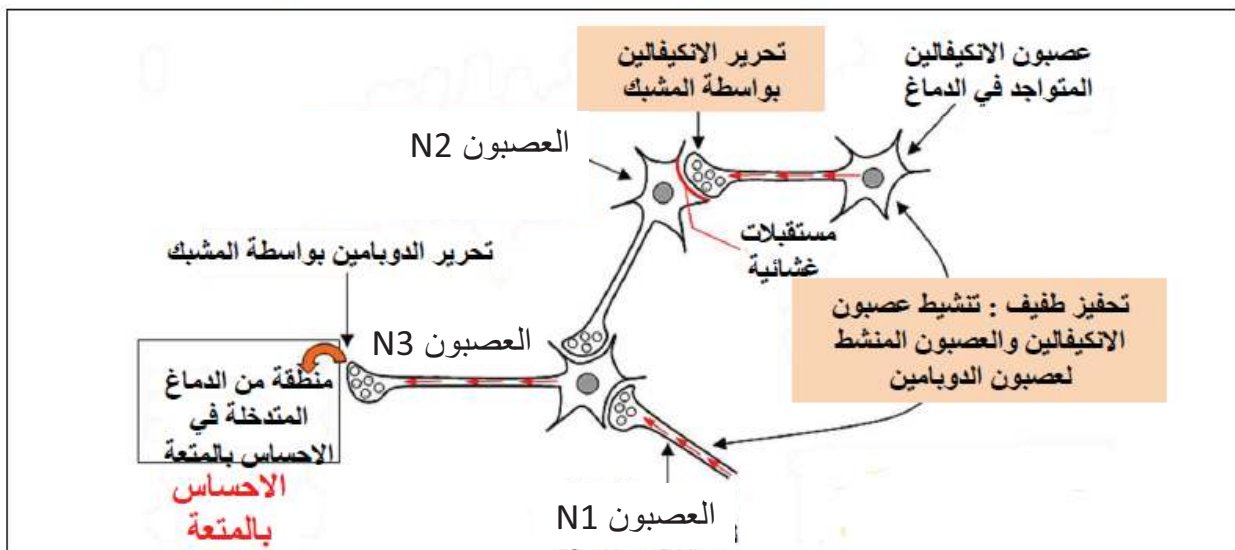 تحرير الانكيفالين
بواسطة المشبك
عصبون الانكيفالين
المتواجد في الدماغ
العصبون N2
مستقبلات
غشائية
تحرير الدوبامين بواسطة المشبك
تحفيز طفيف : تنشيط عصبون
الانكيفالين والعصبون المنشط
لعصبون الدوبامين
العصبون N3
منطقة من الدماغ
المتدخلة في
الاحساس بالمتعة
الاحساس
بالمتعة
العصبون N1